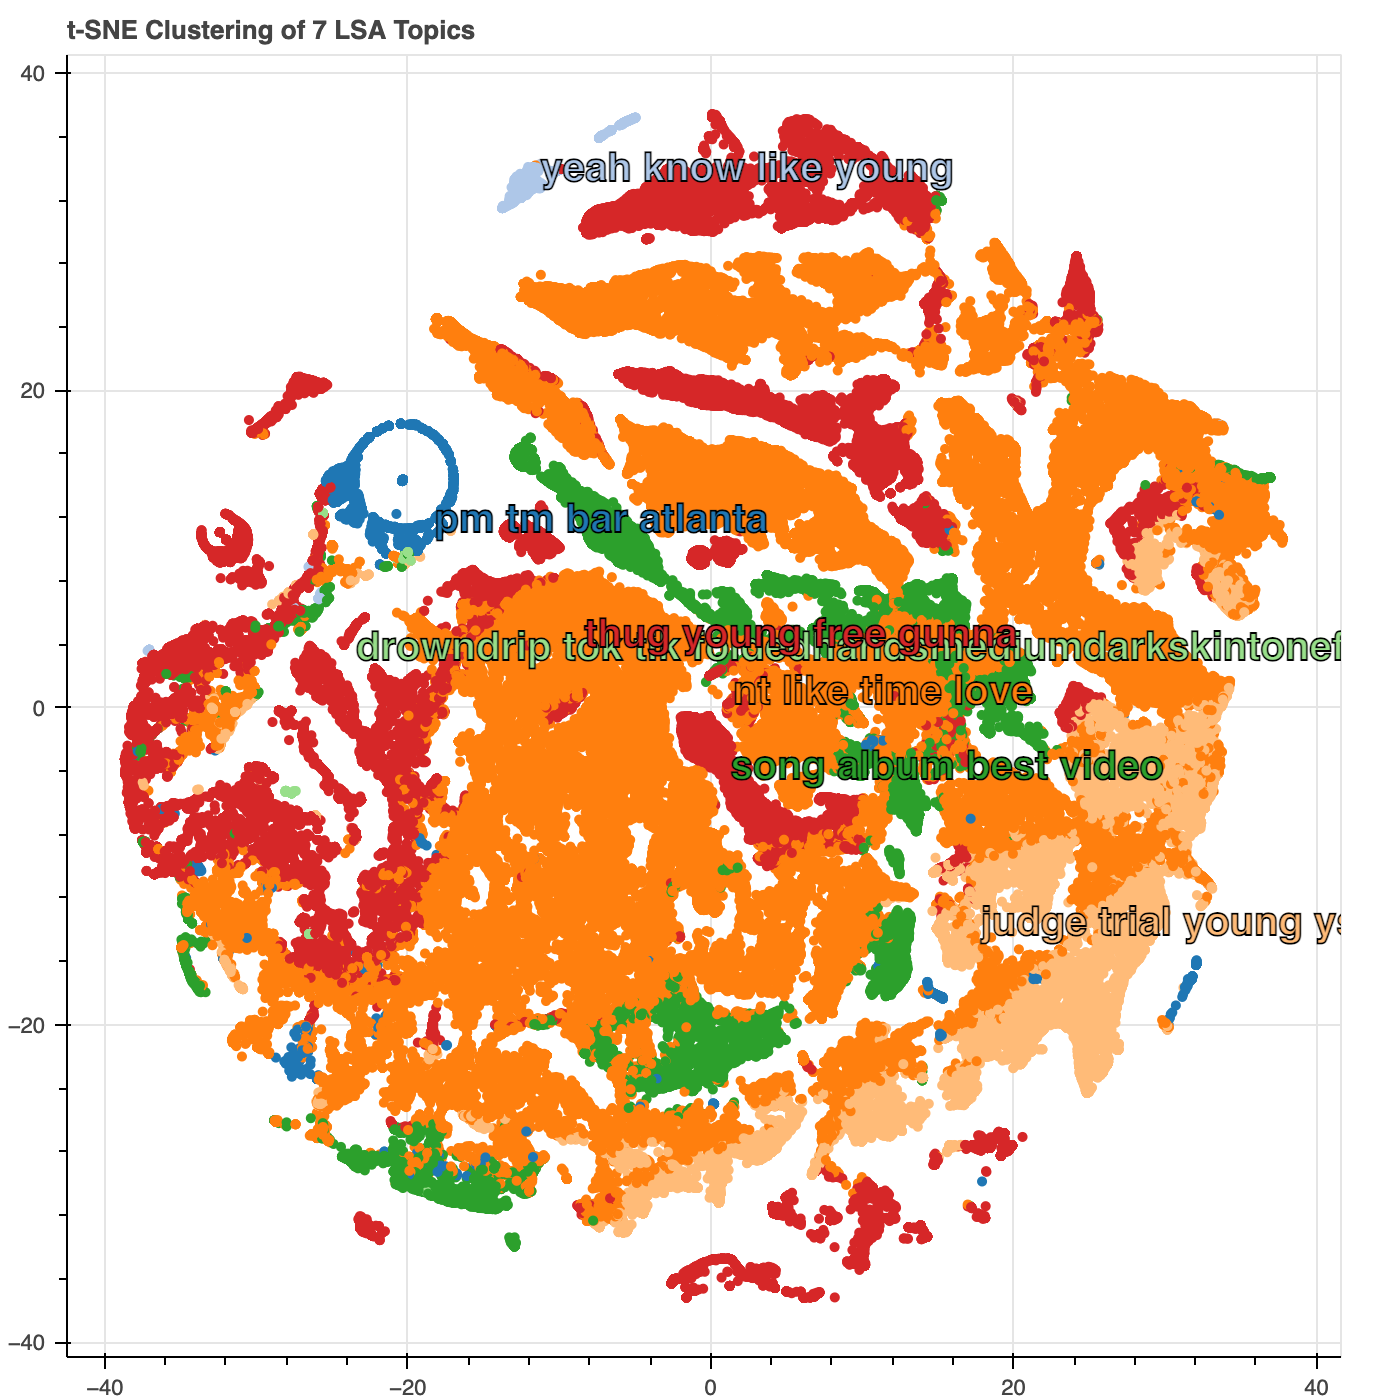 t-SNE Clustering of 7 LSA Topics
40
yeah know like young
20
pm tm bar atlanta
thug young free gunna
drowndrip tok tik
nt like time love
0
song album best video
judge trial young
−20
−40
−40 −20 0 20 40